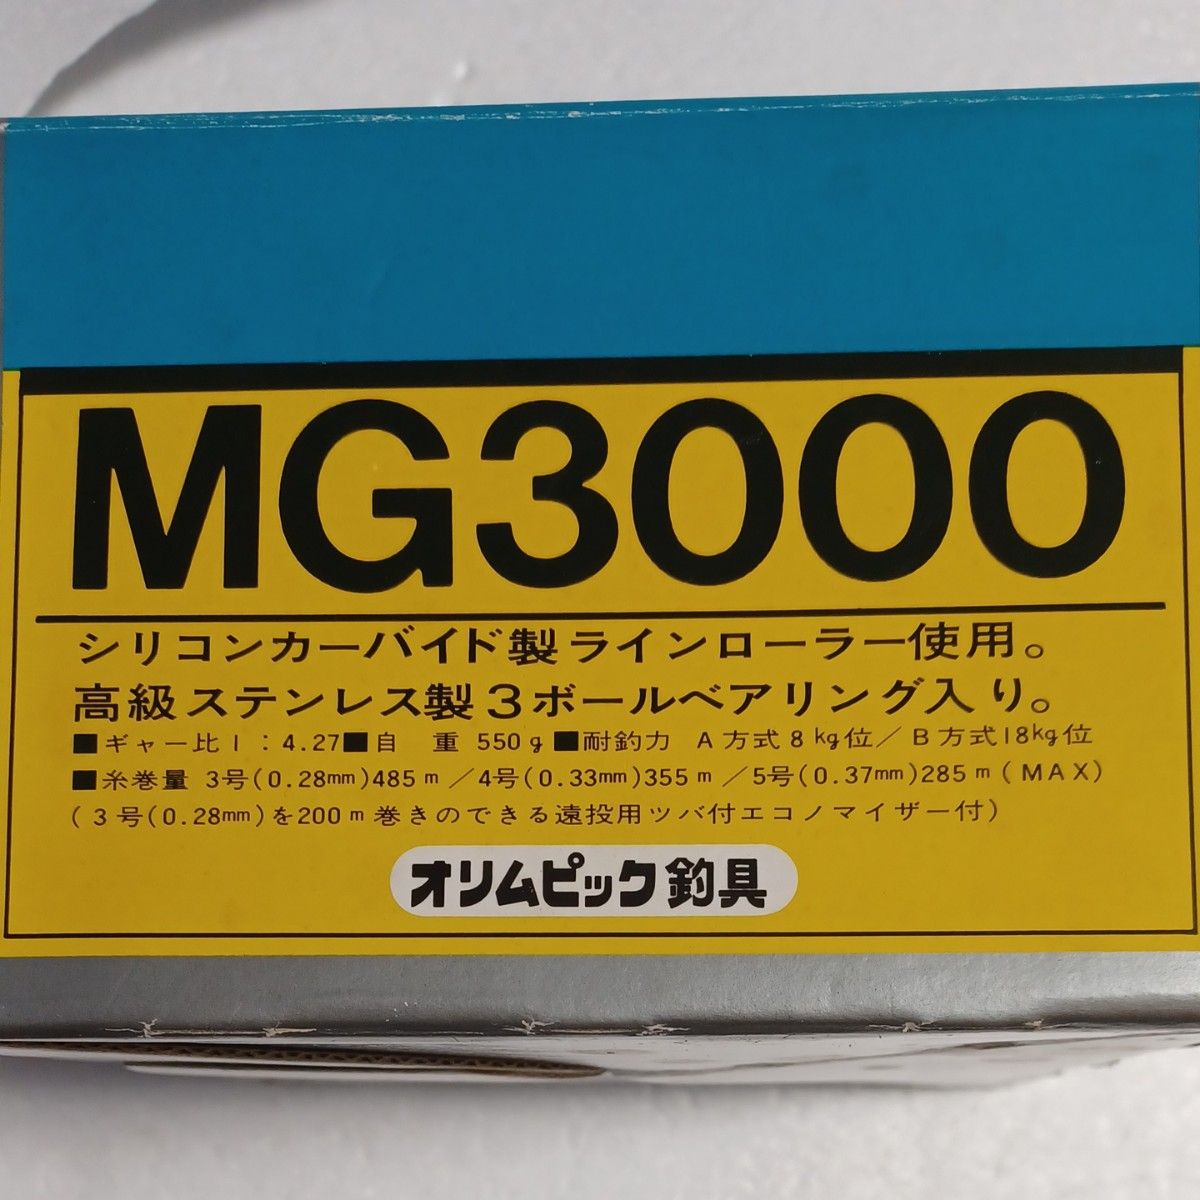 MG3000
シリコンカーバイド製ラインローラー使用。
高級ステンレス製3ボールベアリング入り。
■ギャー比1：4.27■自　重 550g■耐釣力　A方式8kg位／B方式18kg位
■糸巻量 3号(0.28mm)485m／4号(0.33mm)355m／5号(0.37mm)285m(MAX)
(3号(0.28mm)を200m巻きのできる遠投用ツバ付エコノマイザー付)
オリムピック釣具